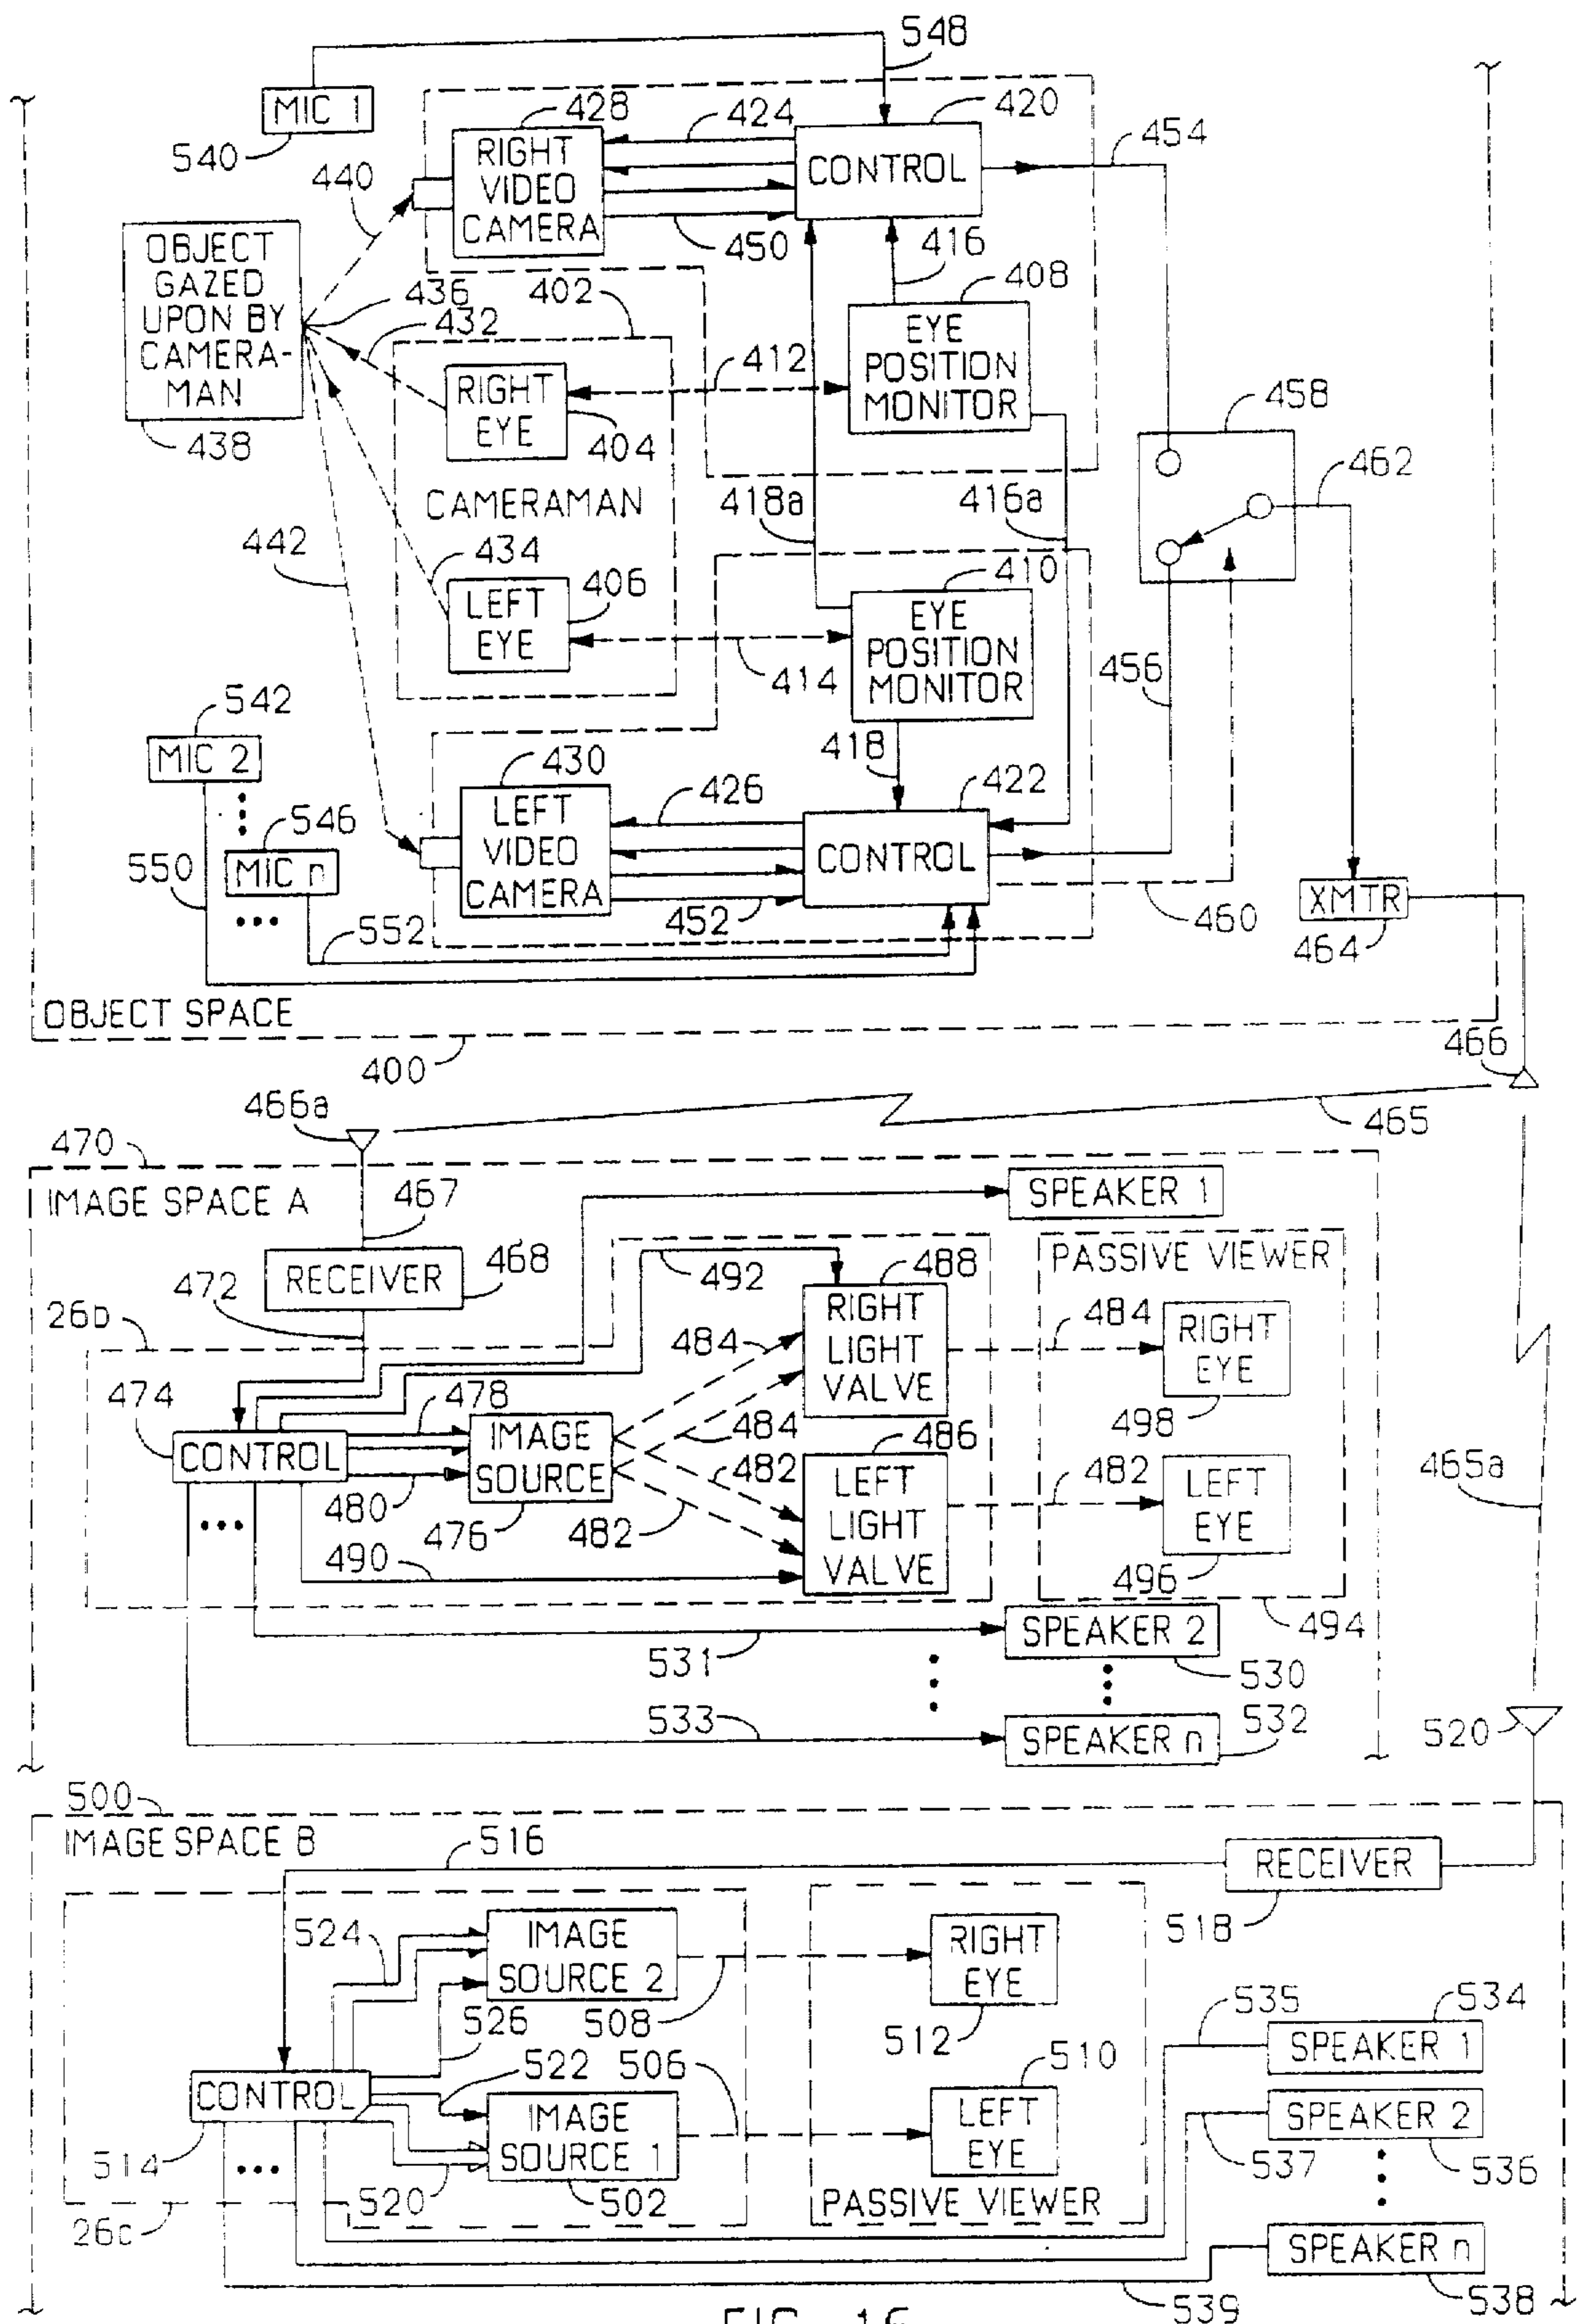 548
MIC 1
428
424
420
454
540
RIGHT
VIDEO
CAMERA
CONTROL
440
450
416
408
OBJECT
GAZED
UPON BY
CAMERA-
MAN
436
402
432
EYE
POSITION
MONITOR
412
RIGHT
EYE
458
438
404
462
CAMERAMAN
418a
416a
442
434
410
406
LEFT
EYE
EYE
POSITION
MONITOR
414
456
542
MIC 2
418
430
426
422
546
LEFT
VIDEO
CAMERA
550
MIC n
CONTROL
XMTR
552
452
460
464
OBJECT SPACE
400
466
466a
465
470
IMAGE SPACE A
467
SPEAKER 1
RECEIVER
468
492
488
PASSIVE VIEWER
472
26b
RIGHT
LIGHT
VALVE
484
484
RIGHT
EYE
474
478
484
498
CONTROL
IMAGE
SOURCE
486
482
482
465a
480
476
482
LEFT
LIGHT
VALVE
LEFT
EYE
490
496
494
SPEAKER 2
531
530
533
532
SPEAKER n
520
500
IMAGE SPACE B
516
RECEIVER
518
524
IMAGE
SOURCE 2
RIGHT
EYE
526
508
512
535
534
522
506
510
SPEAKER 1
CONTROL
IMAGE
SOURCE 1
LEFT
EYE
SPEAKER 2
514
537
536
520
502
PASSIVE VIEWER
26c
SPEAKER n
539
538
FIG. 16